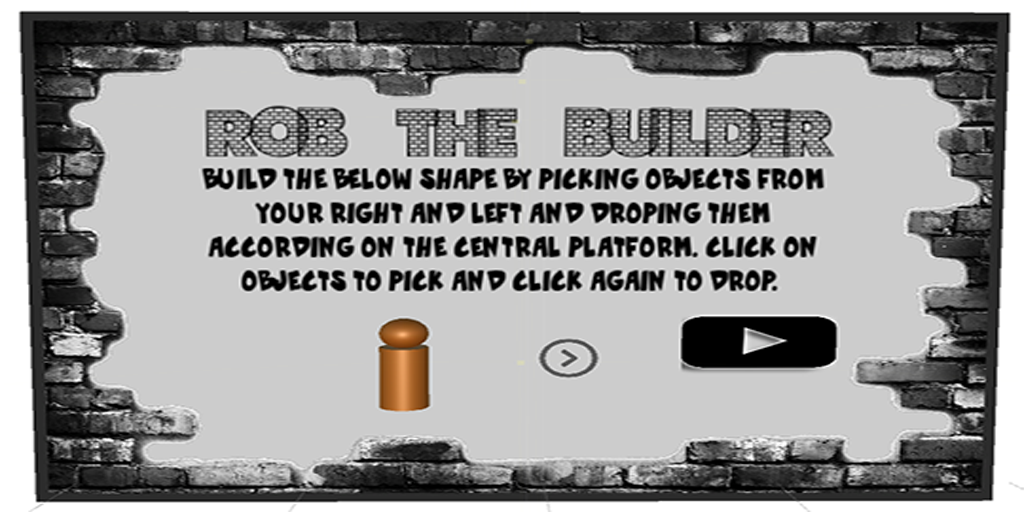 ROB THE BUILDER
BUILD THE BELOW SHAPE BY PICKING OBJECTS FROM
YOUR RIGHT AND LEFT AND DROPING THEM
ACCORDING ON THE CENTRAL PLATFORM. CLICK ON
OBJECTS TO PICK AND CLICK AGAIN TO DROP.